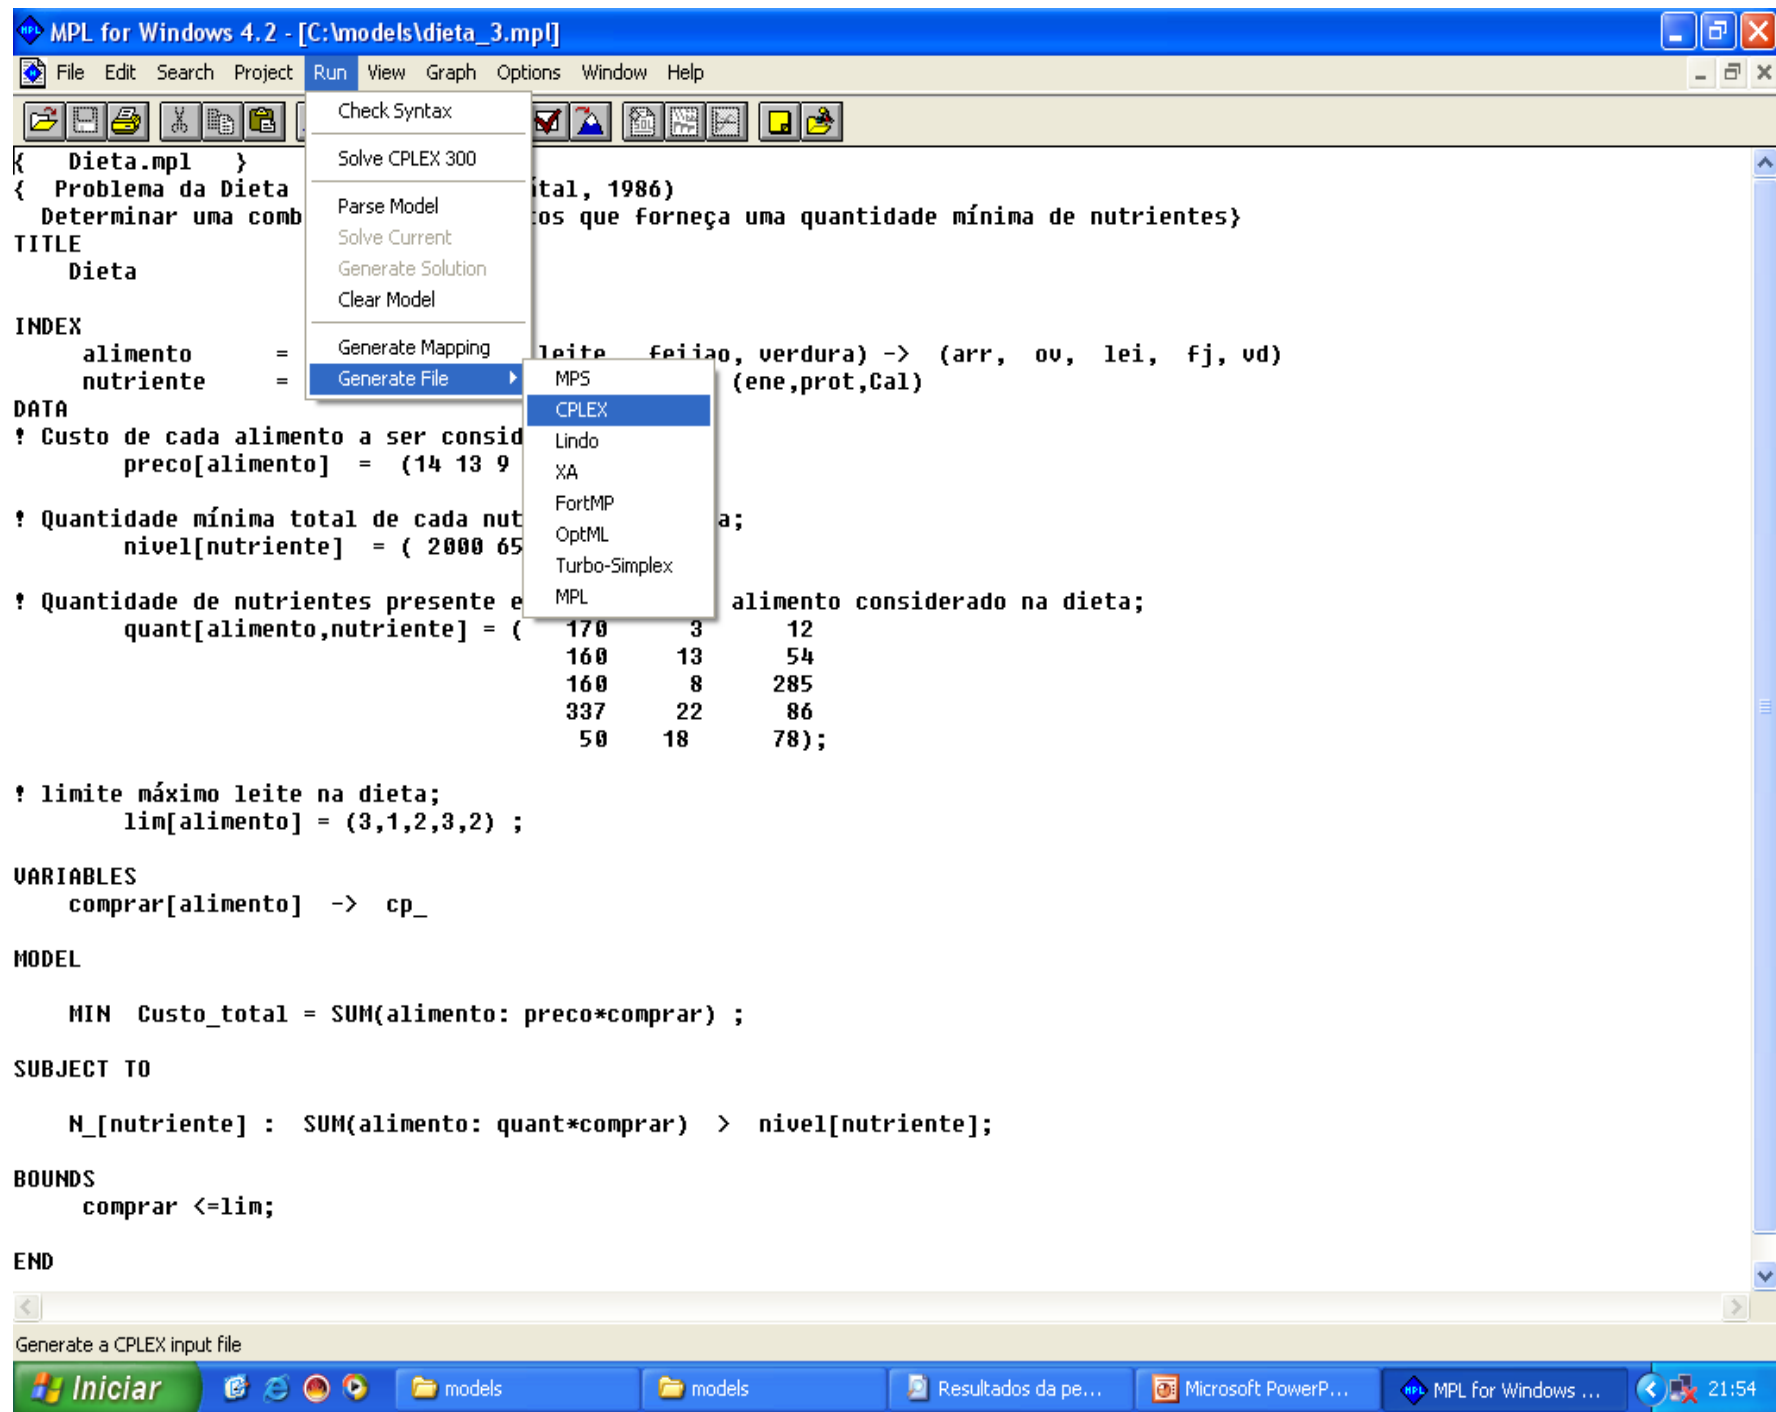 MPL for Windows 4.2 - [C:\models\dieta_3.mpl]
File Edit Search Project Run View Graph Options Window Help
Check Syntax
Solve CPLEX 300
Parse Model
Solve Current
Generate Solution
Clear Model
Generate Mapping
Generate File
MPS
CPLEX
Lindo
XA
FortMP
OptML
Turbo-Simplex
MPL
{ Dieta.mpl }
{ Problema da Dieta ital, 1986)
Determinar uma comb os que forneça uma quantidade mínima de nutrientes}
TITLE
Dieta
INDEX
alimento = leite feijao, verdura) -> (arr, ov, lei, fj, vd)
nutriente = (ene,prot,Cal)
DATA
! Custo de cada alimento a ser consid
preco[alimento] = (14 13 9
! Quantidade mínima total de cada nut a;
nivel[nutriente] = ( 2000 65
! Quantidade de nutrientes presente e alimento considerado na dieta;
quant[alimento,nutriente] = ( 170 3 12
160 13 54
160 8 285
337 22 86
50 18 78);
! limite máximo leite na dieta;
lim[alimento] = (3,1,2,3,2) ;
VARIABLES
comprar[alimento] -> cp_
MODEL
MIN Custo_total = SUM(alimento: preco*comprar) ;
SUBJECT TO
N_[nutriente] : SUM(alimento: quant*comprar) > nivel[nutriente];
BOUNDS
comprar <=lim;
END
Generate a CPLEX input file
Iniciar models models Resultados da pe... Microsoft PowerP... MPL for Windows ... 21:54